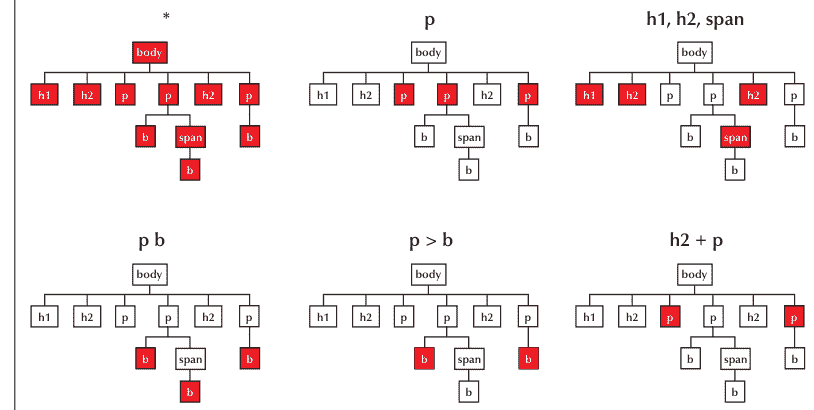 * p h1, h2, span
body body body
h1 h2 p p h2 p h1 h2 p p h2 p h1 h2 p p h2 p
b span b b span b b span b
b b b
p b p > b h2 + p
body body body
h1 h2 p p h2 p h1 h2 p p h2 p h1 h2 p p h2 p
b span b b span b b span b
b b b